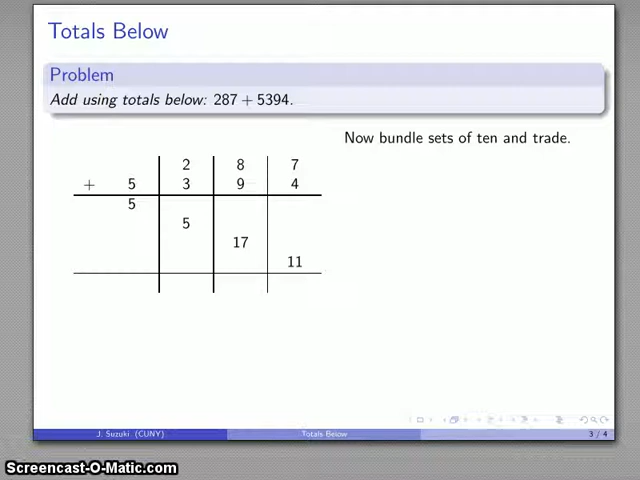 Totals Below
Problem
Add using totals below: 287 + 5394.
Now bundle sets of ten and trade.
2 8 7
+ 5 3 9 4
5
5
17
11
J. Suzuki (CUNY) Totals Below 3 / 4
Screencast-O-Matic.com